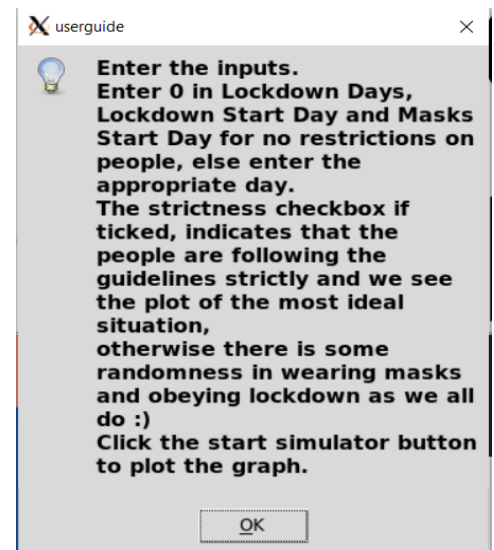 userguide
Enter the inputs.
Enter 0 in Lockdown Days,
Lockdown Start Day and Masks
Start Day for no restrictions on
people, else enter the
appropriate day.
The strictness checkbox if
ticked, indicates that the
people are following the
guidelines strictly and we see
the plot of the most ideal
situation,
otherwise there is some
randomness in wearing masks
and obeying lockdown as we all
do :)
Click the start simulator button
to plot the graph.
OK